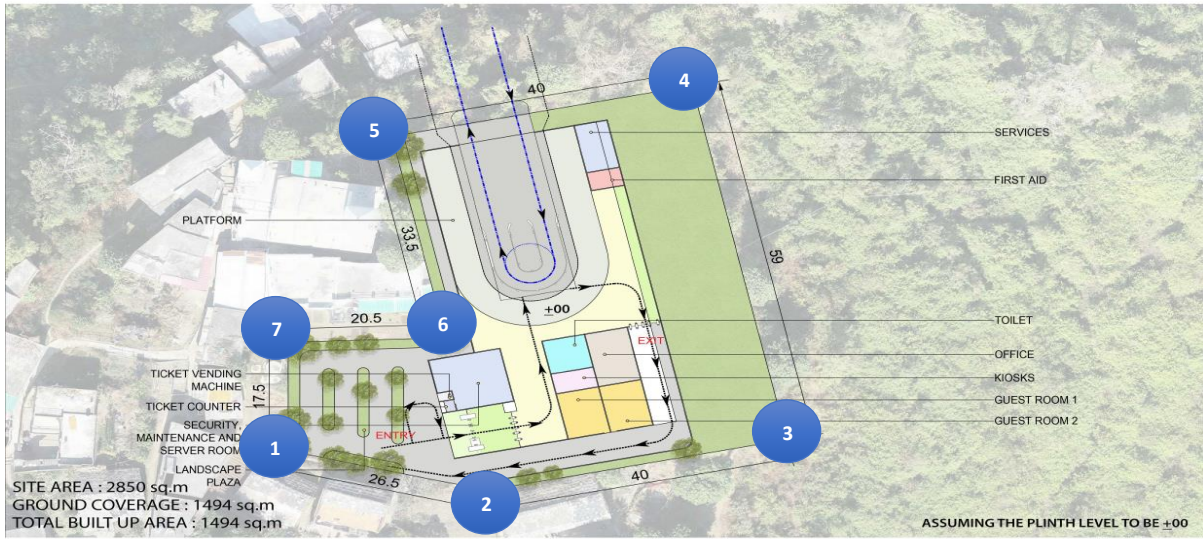 4
40
5
SERVICES
FIRST AID
PLATFORM
33.5
59
±00
7
20.5
6
TOILET
EXIT
OFFICE
TICKET VENDING
MACHINE
KIOSKS
17.5
GUEST ROOM 1
TICKET COUNTER
GUEST ROOM 2
SECURITY,
MAINTENANCE AND
SERVER ROOM
ENTRY
1
3
LANDSCAPE
PLAZA
26.5
2
40
SITE AREA : 2850 sq.m
GROUND COVERAGE : 1494 sq.m
TOTAL BUILT UP AREA : 1494 sq.m
ASSUMING THE PLINTH LEVEL TO BE ±00